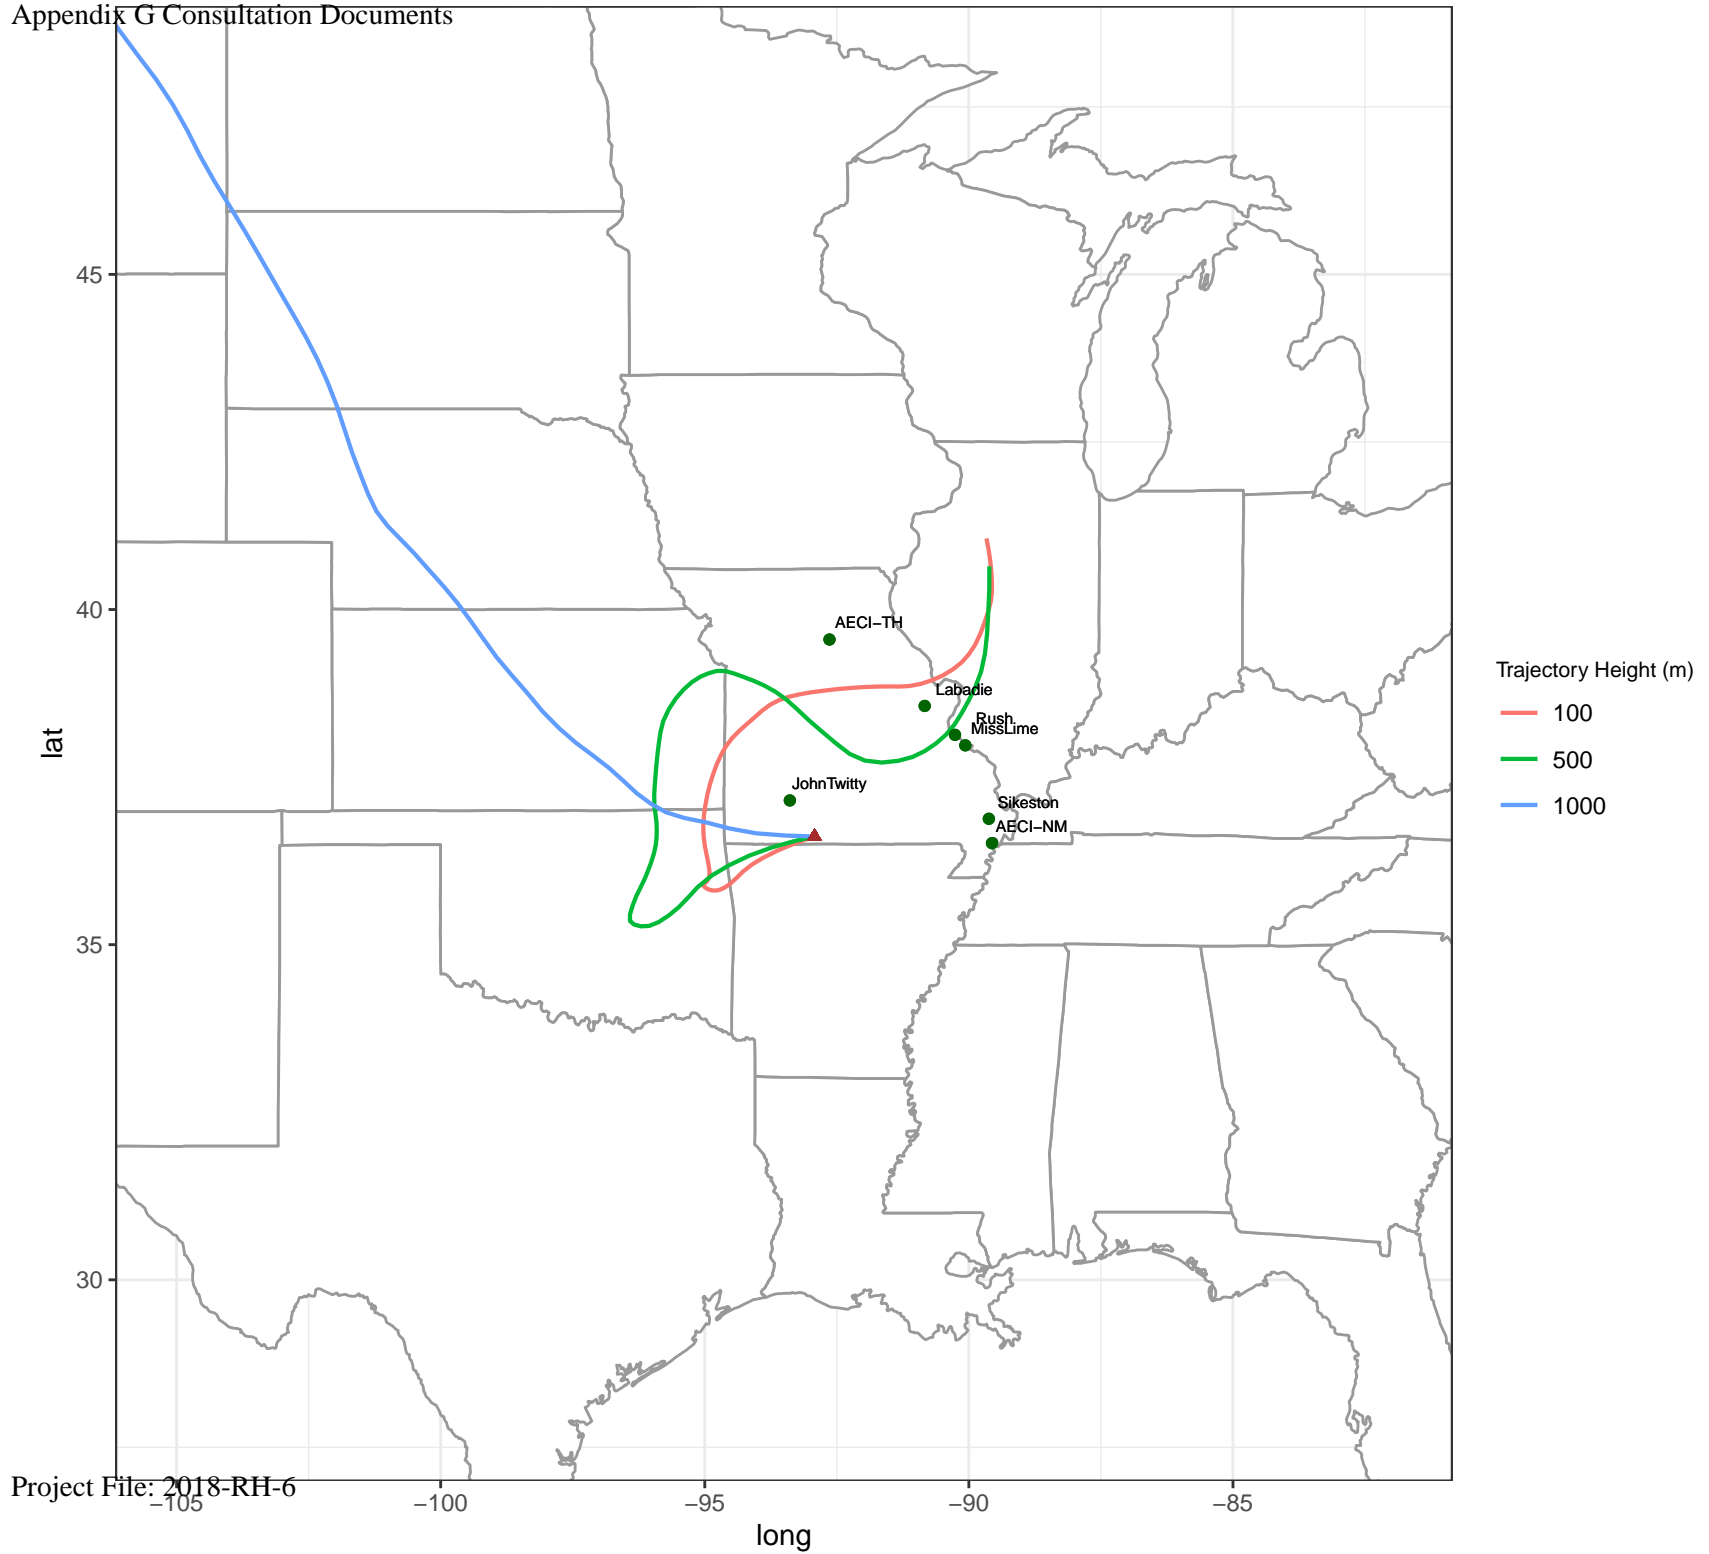 Appendix G Consultation Documents
45
40
35
30
lat
AECI−TH
Labadie
Rush
MissLime
JohnTwitty
Sikeston
AECI−NM
Trajectory Height (m)
100
500
1000
Project File: 2018-RH-6
−105
−100
−95
−90
−85
long